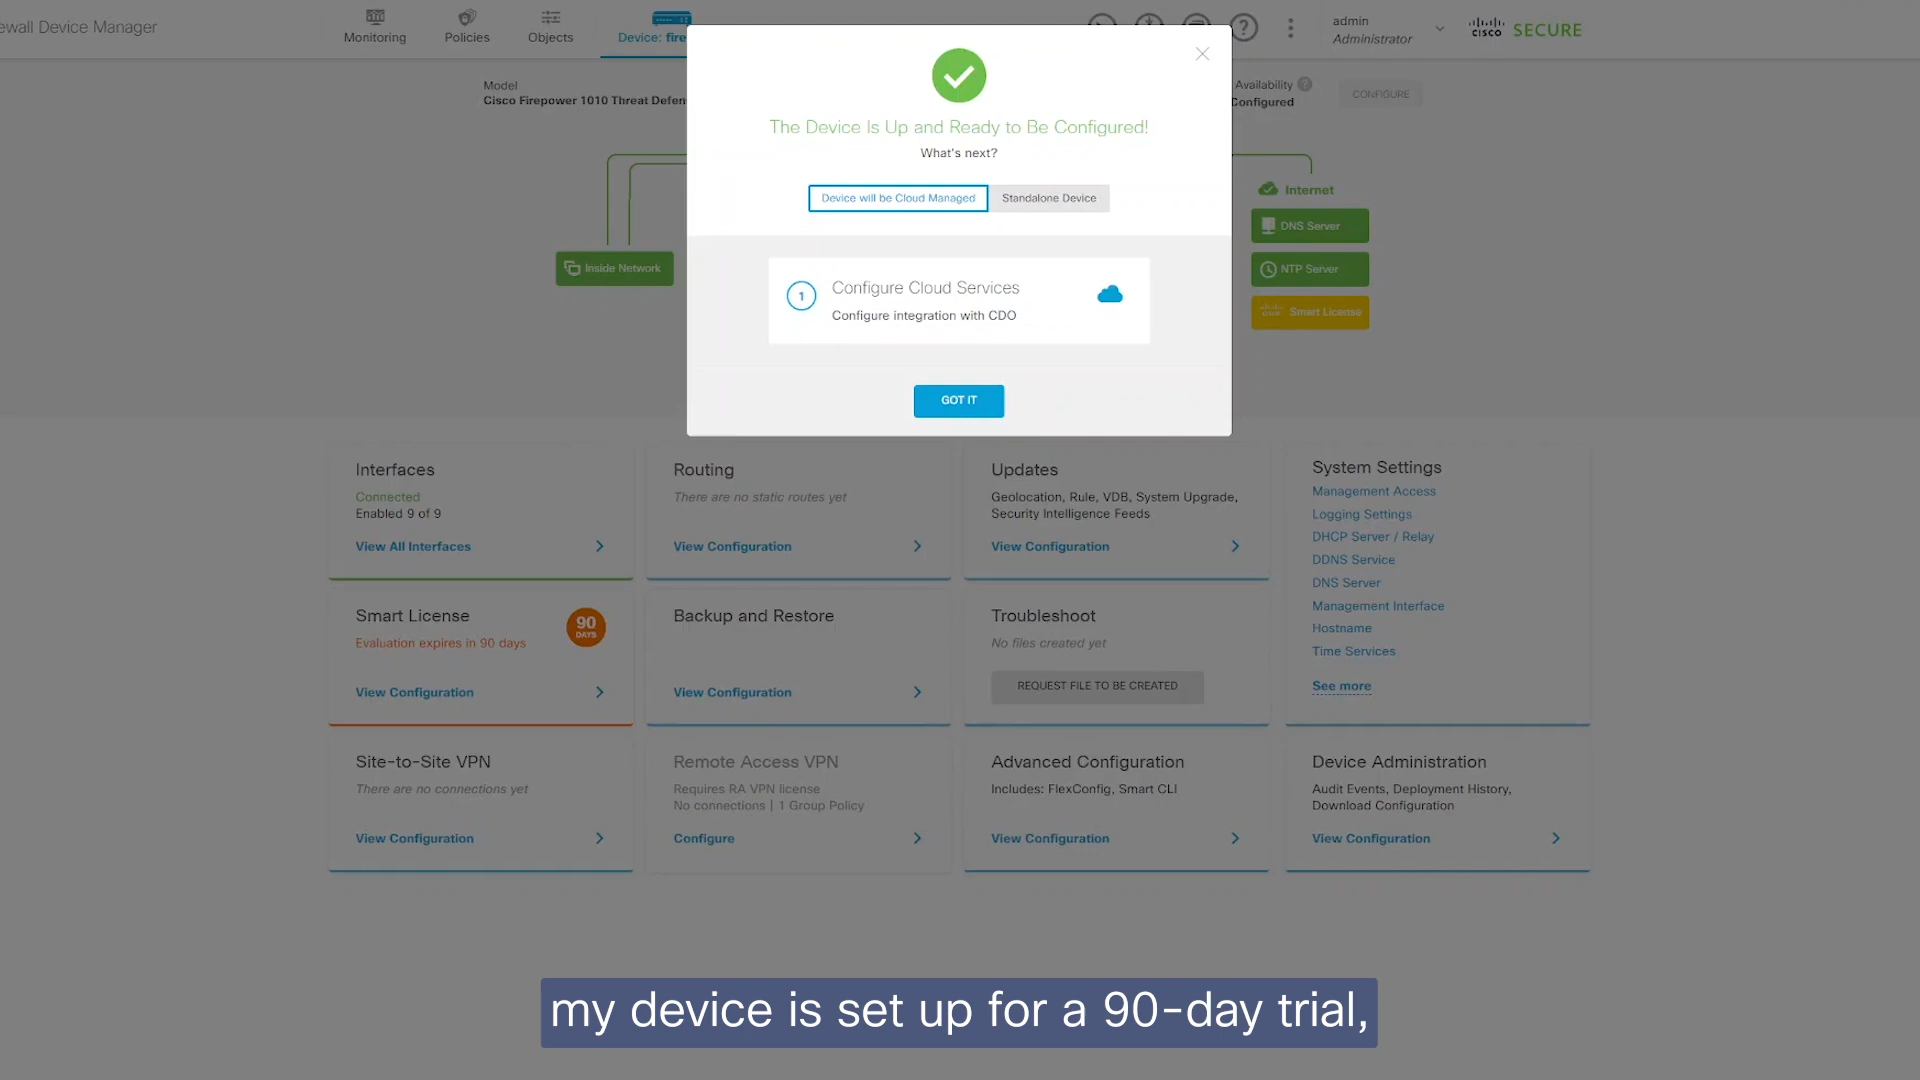 ewall Device Manager
Monitoring
Policies
Objects
Device: fire
?
admin
Administrator
CISCO SECURE
Model
Cisco Firepower 1010 Threat Defen
Availability ?
Configured
CONFIGURE
The Device Is Up and Ready to Be Configured!
What's next?
Device will be Cloud Managed
Standalone Device
1
Configure Cloud Services
Configure integration with CDO
GOT IT
Inside Network
Internet
DNS Server
NTP Server
Smart License
Interfaces
Connected
Enabled 9 of 9
View All Interfaces
Routing
There are no static routes yet
View Configuration
Updates
Geolocation, Rule, VDB, System Upgrade,
Security Intelligence Feeds
View Configuration
System Settings
Management Access
Logging Settings
DHCP Server / Relay
DDNS Service
DNS Server
Management Interface
Hostname
Time Services
See more
Smart License
Evaluation expires in 90 days
90
DAYS
View Configuration
Backup and Restore
View Configuration
Troubleshoot
No files created yet
REQUEST FILE TO BE CREATED
Site-to-Site VPN
There are no connections yet
View Configuration
Remote Access VPN
Requires RA VPN license
No connections | 1 Group Policy
Configure
Advanced Configuration
Includes: FlexConfig, Smart CLI
View Configuration
Device Administration
Audit Events, Deployment History,
Download Configuration
View Configuration
my device is set up for a 90-day trial,